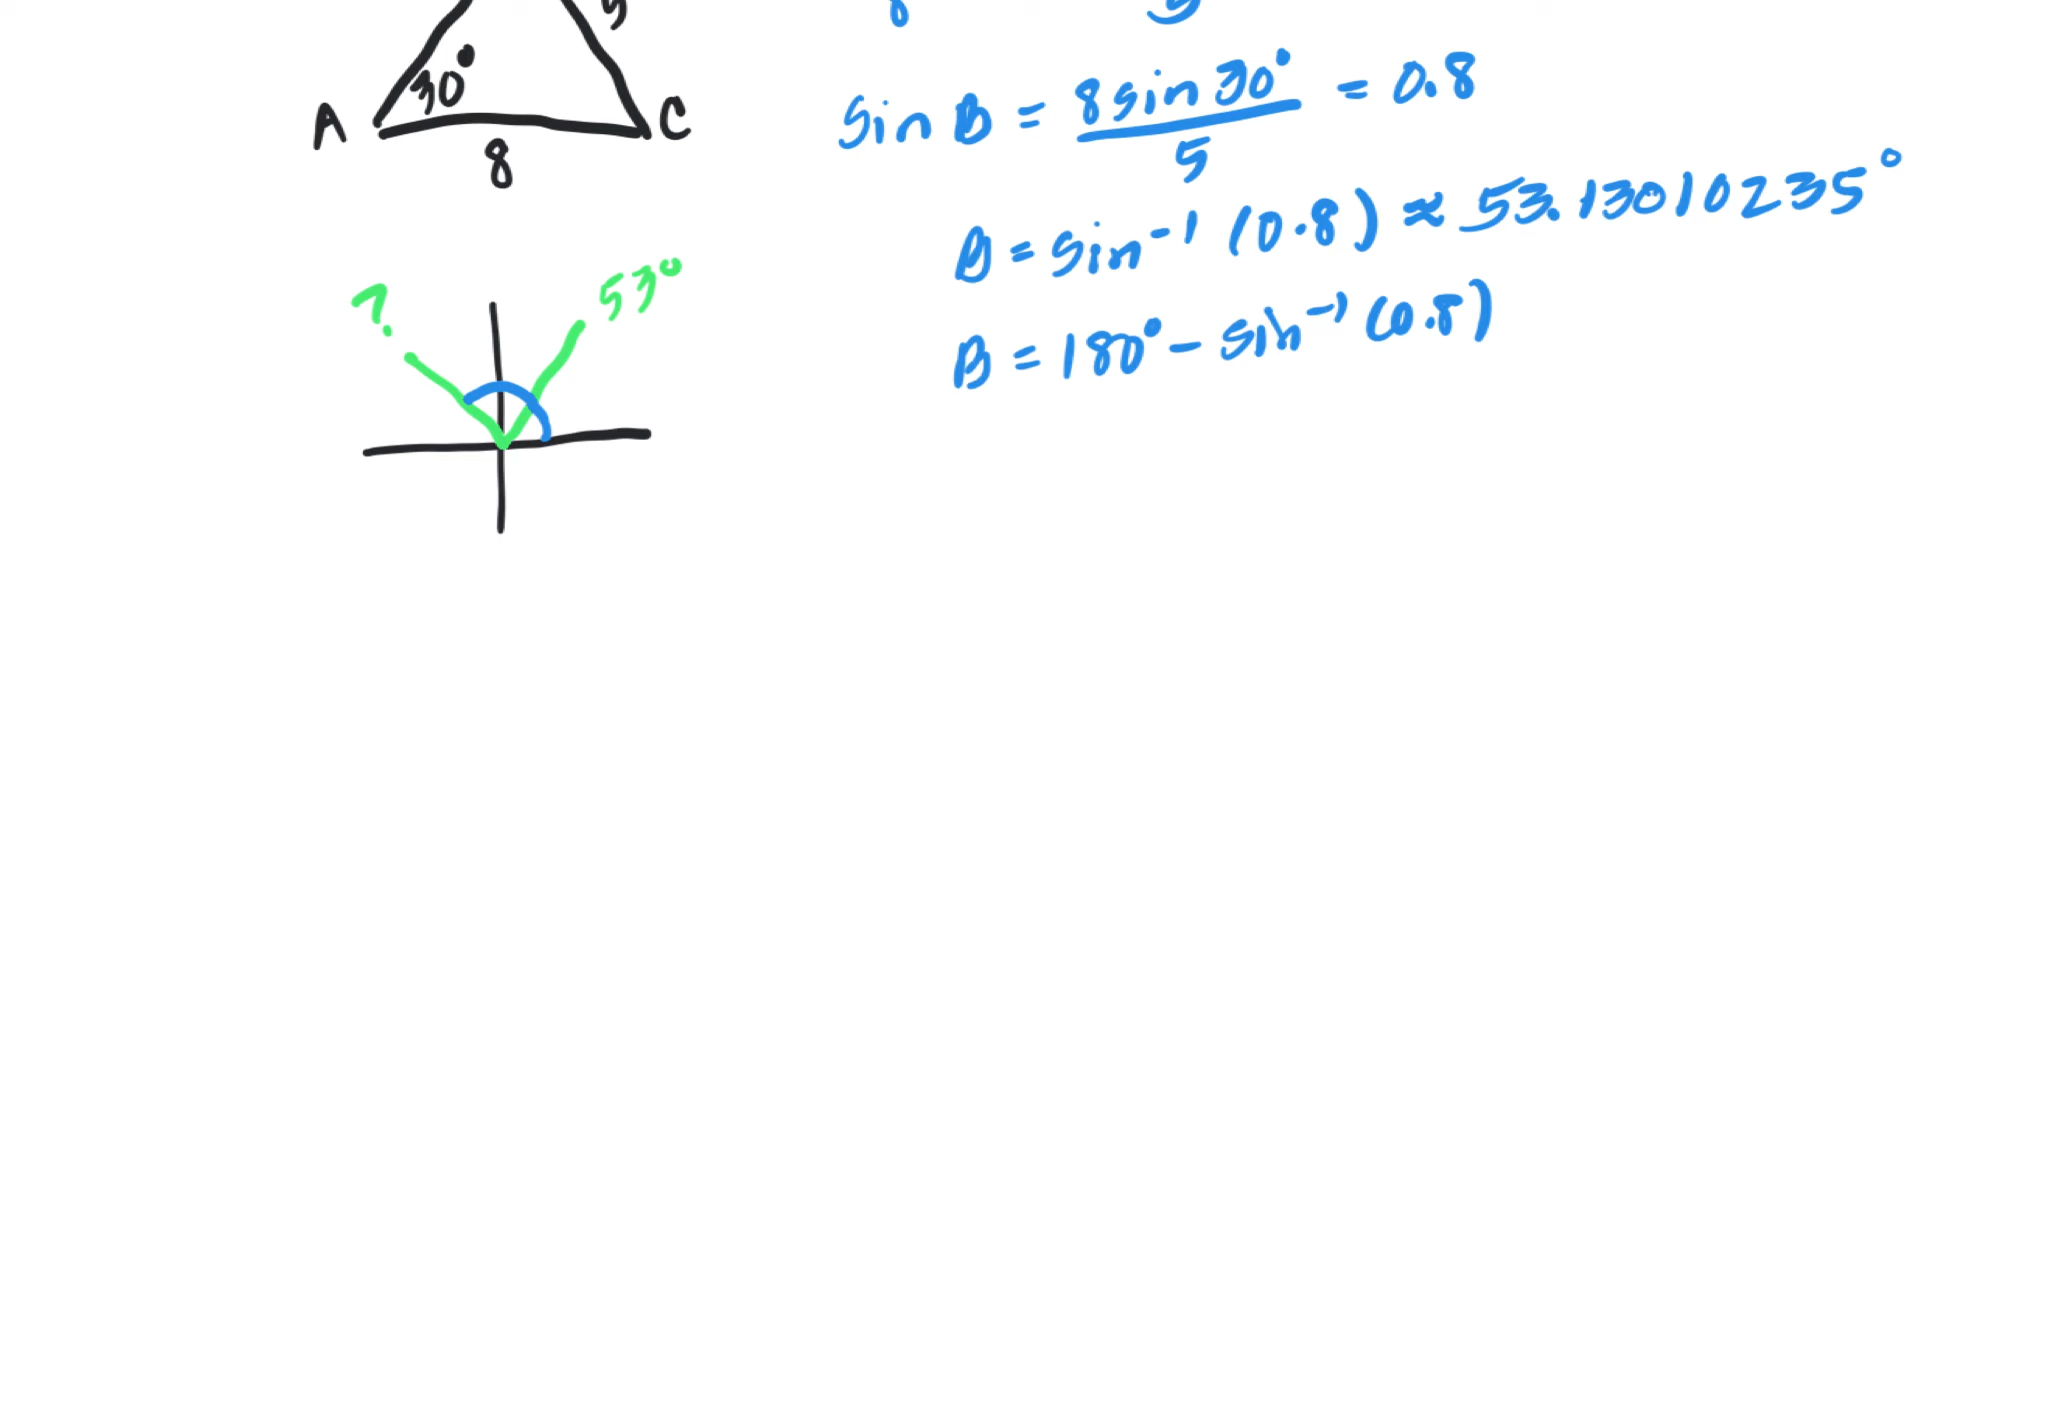 30°
A
C
8
sin B = 8 sin 30° / 5 = 0.8
B = sin⁻¹ (0.8) ≈ 53.13010235°
B = 180° - sin⁻¹ (0.8)
?
53°